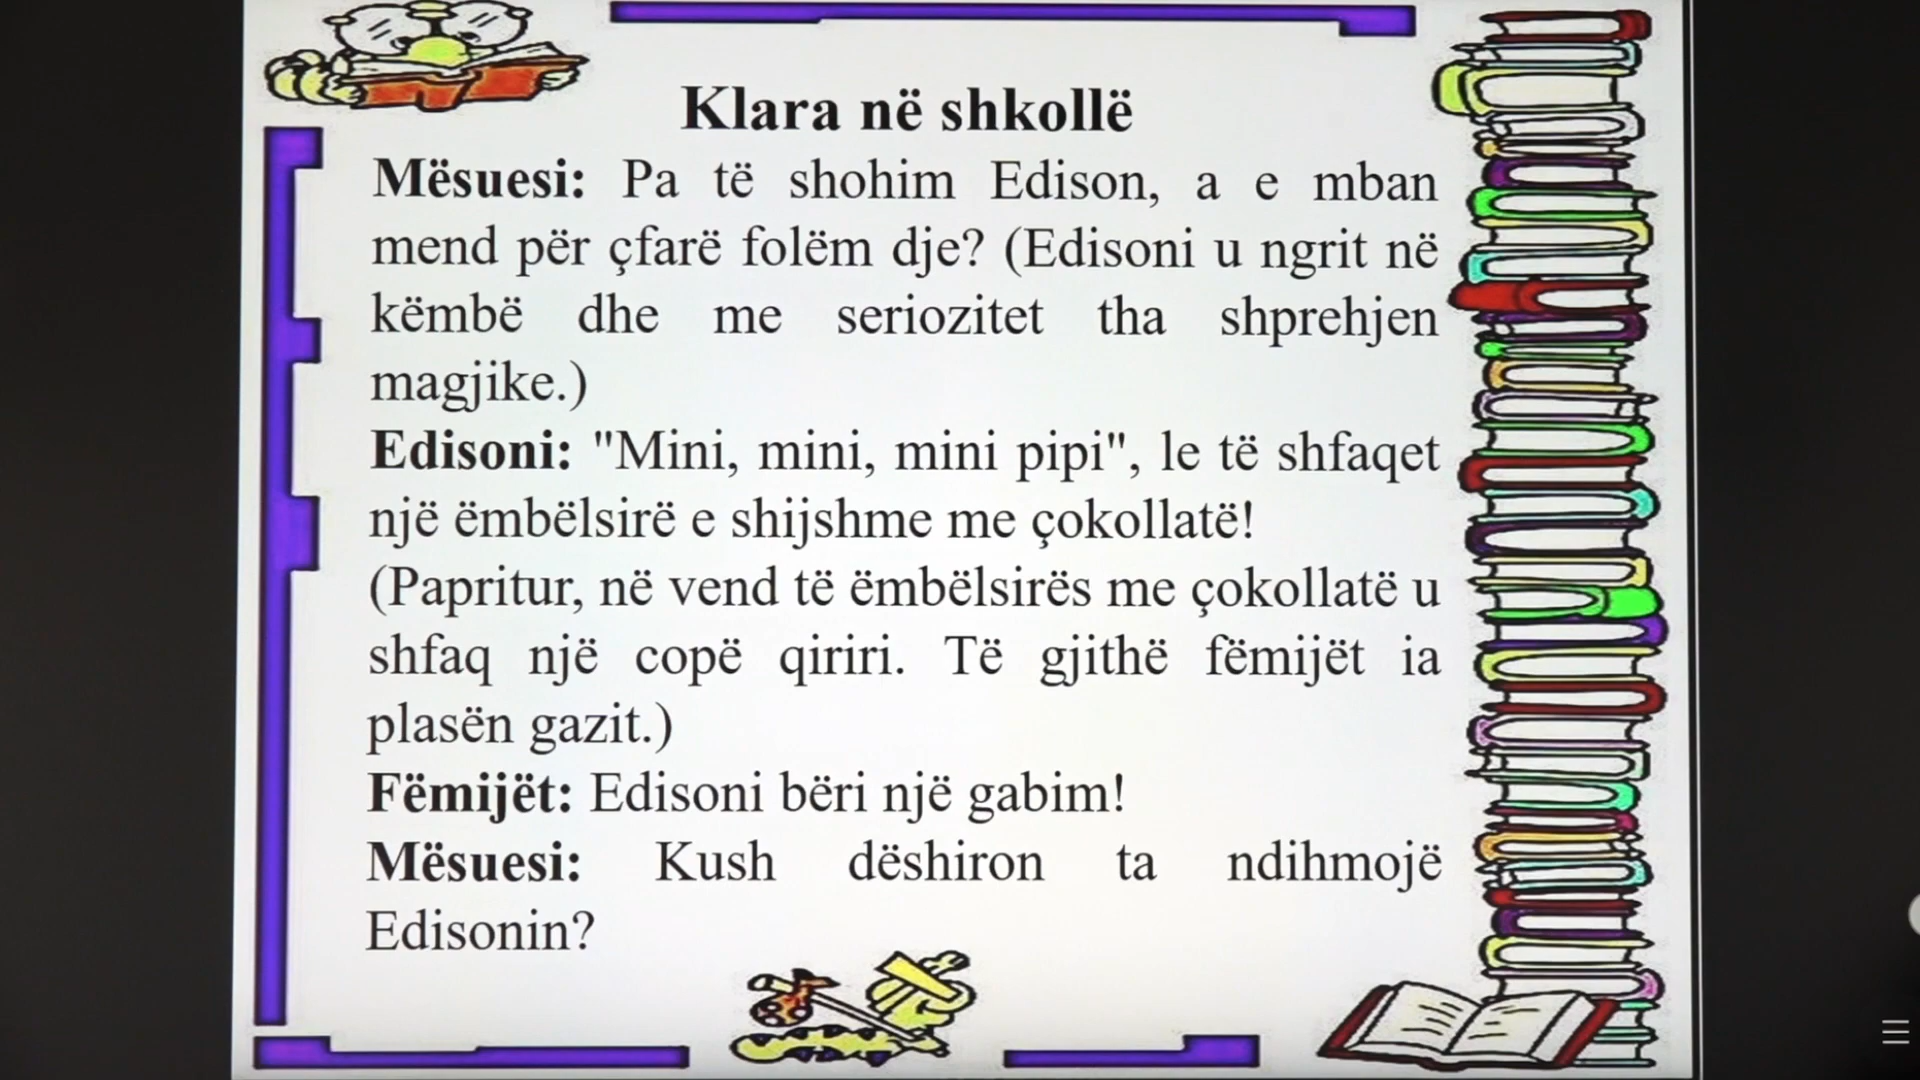 Klara në shkollë
Mësuesi: Pa të shohim Edison, a e mban
mend për çfarë folëm dje? (Edisoni u ngrit në
këmbë dhe me seriozitet tha shprehjen
magjike.)
Edisoni: "Mini, mini, mini pipi", le të shfaqet
një ëmbëlsirë e shijshme me çokollatë!
(Papritur, në vend të ëmbëlsirës me çokollatë u
shfaq një copë qiriri. Të gjithë fëmijët ia
plasën gazit.)
Fëmijët: Edisoni bëri një gabim!
Mësuesi: Kush dëshiron ta ndihmojë
Edisonin?